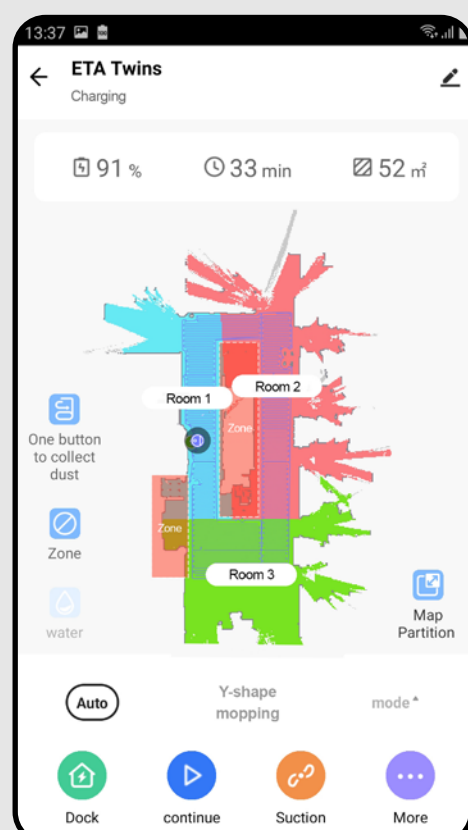 13:37
ETA Twins
Charging
91 %
33 min
52 ㎡
Room 1
Room 2
Zone
One button
to collect
dust
Zone
Zone
Room 3
water
Map
Partition
Auto
Y-shape
mopping
mode
Dock
continue
Suction
More